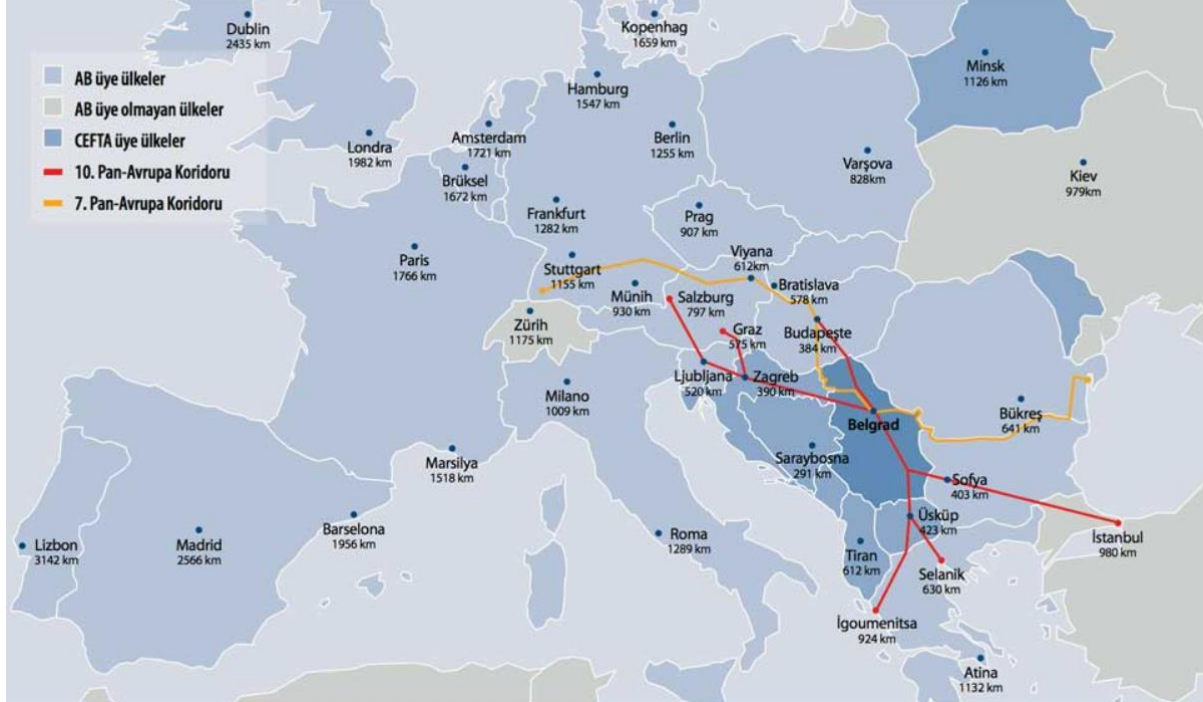 Dublin
2435 km
Kopenhag
1659 km
Minsk
1126 km
AB üye ülkeler
AB üye olmayan ülkeler
CEFTA üye ülkeler
10. Pan-Avrupa Koridoru
7. Pan-Avrupa Koridoru
Hamburg
1547 km
Londra
1982 km
Amsterdam
1721 km
Berlin
1255 km
Brüksel
1672 km
Varşova
828km
Kiev
979km
Frankfurt
1282 km
Prag
907 km
Paris
1766 km
Viyana
612km
Stuttgart
1155 km
Bratislava
578 km
Münih
930 km
Salzburg
797 km
Zürih
1175 km
Graz
575 km
Budapeşte
384 km
Ljubljana
520 km
Zagreb
390 km
Milano
1009 km
Bükreş
641 km
Belgrad
Marsilya
1518 km
Saraybosna
291 km
Sofya
403 km
Barselona
1956 km
Üsküp
423 km
Lizbon
3142 km
Madrid
2566 km
Roma
1289 km
Tiran
612 km
İstanbul
980 km
Selanik
630 km
İgoumenitsa
924 km
Atina
1132 km